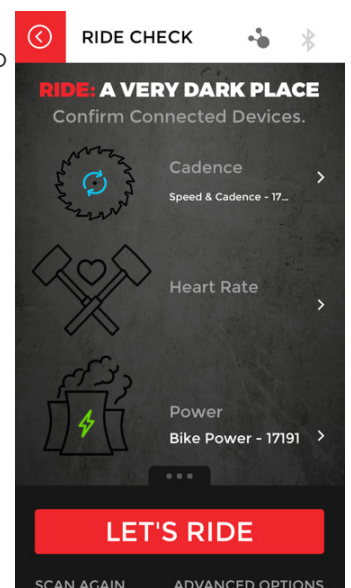 RIDE CHECK
RIDE: A VERY DARK PLACE
Confirm Connected Devices.
Cadence
Speed & Cadence - 17...
Heart Rate
Power
Bike Power - 17191
LET'S RIDE
SCAN AGAIN
ADVANCED OPTIONS